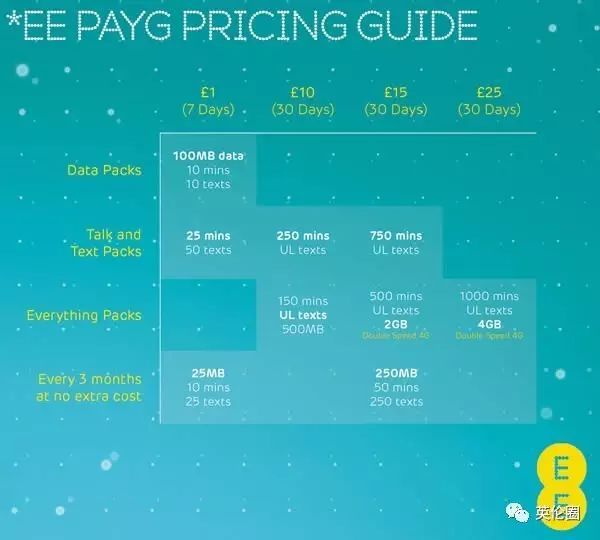 *EE PAYG PRICING GUIDE
£1 £10 £15 £25
(7 Days) (30 Days) (30 Days) (30 Days)
Data Packs
100MB data
10 mins
10 texts
Talk and
Text Packs
25 mins
50 texts
250 mins
UL texts
750 mins
UL texts
Everything Packs
150 mins
UL texts
500MB
500 mins
UL texts
2GB
Double Speed 4G
1000 mins
UL texts
4GB
Double Speed 4G
Every 3 months
at no extra cost
25MB
10 mins
25 texts
250MB
50 mins
250 texts
E
E
英伦圈